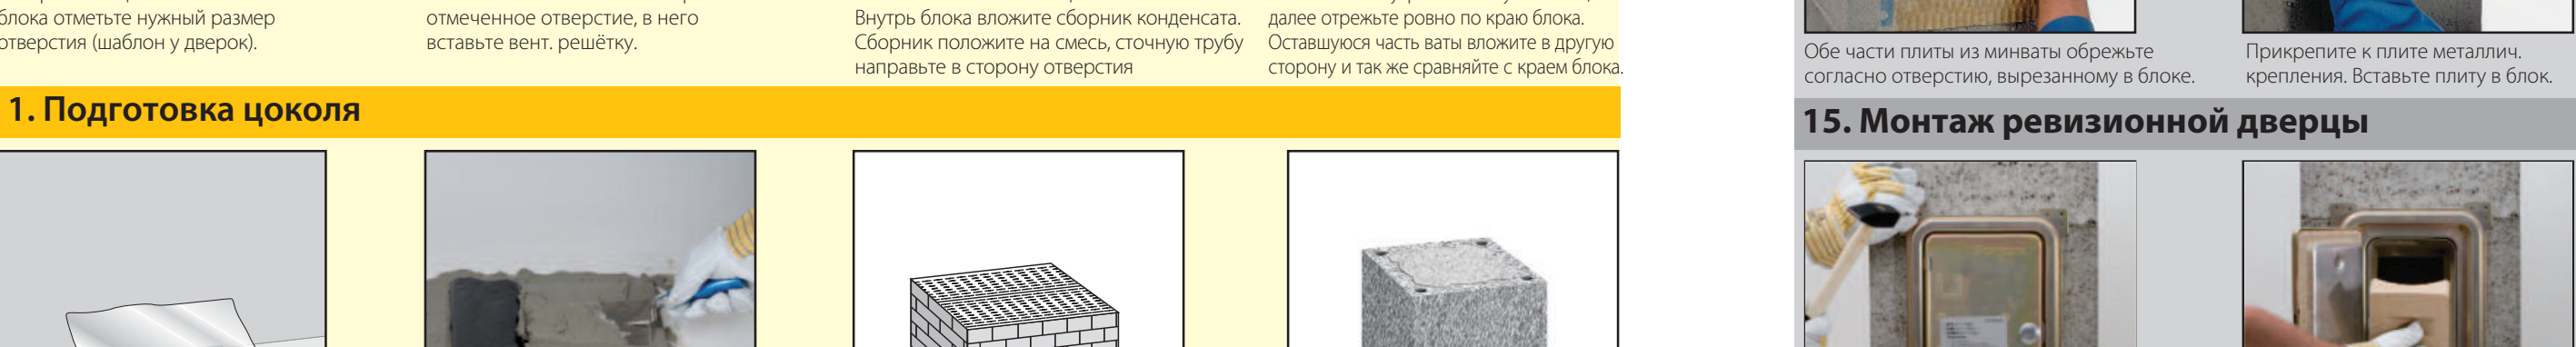 блока отметьте нужный размер
отверстия (шаблон у дверок).
отмеченное отверстие, в него
вставьте вент. решётку.
Внутрь блока вложите сборник конденсата.
Сборник положите на смесь, сточную трубу
направьте в сторону отверстия
далее отрежьте ровно по краю блока.
Оставшуюся часть ваты вложите в другую
сторону и так же сравняйте с краем блока.
1. Подготовка цоколя
Обе части плиты из минваты обрежьте
согласно отверстию, вырезанному в блоке.
Прикрепите к плите металлич.
крепления. Вставьте плиту в блок.
15. Монтаж ревизионной дверцы